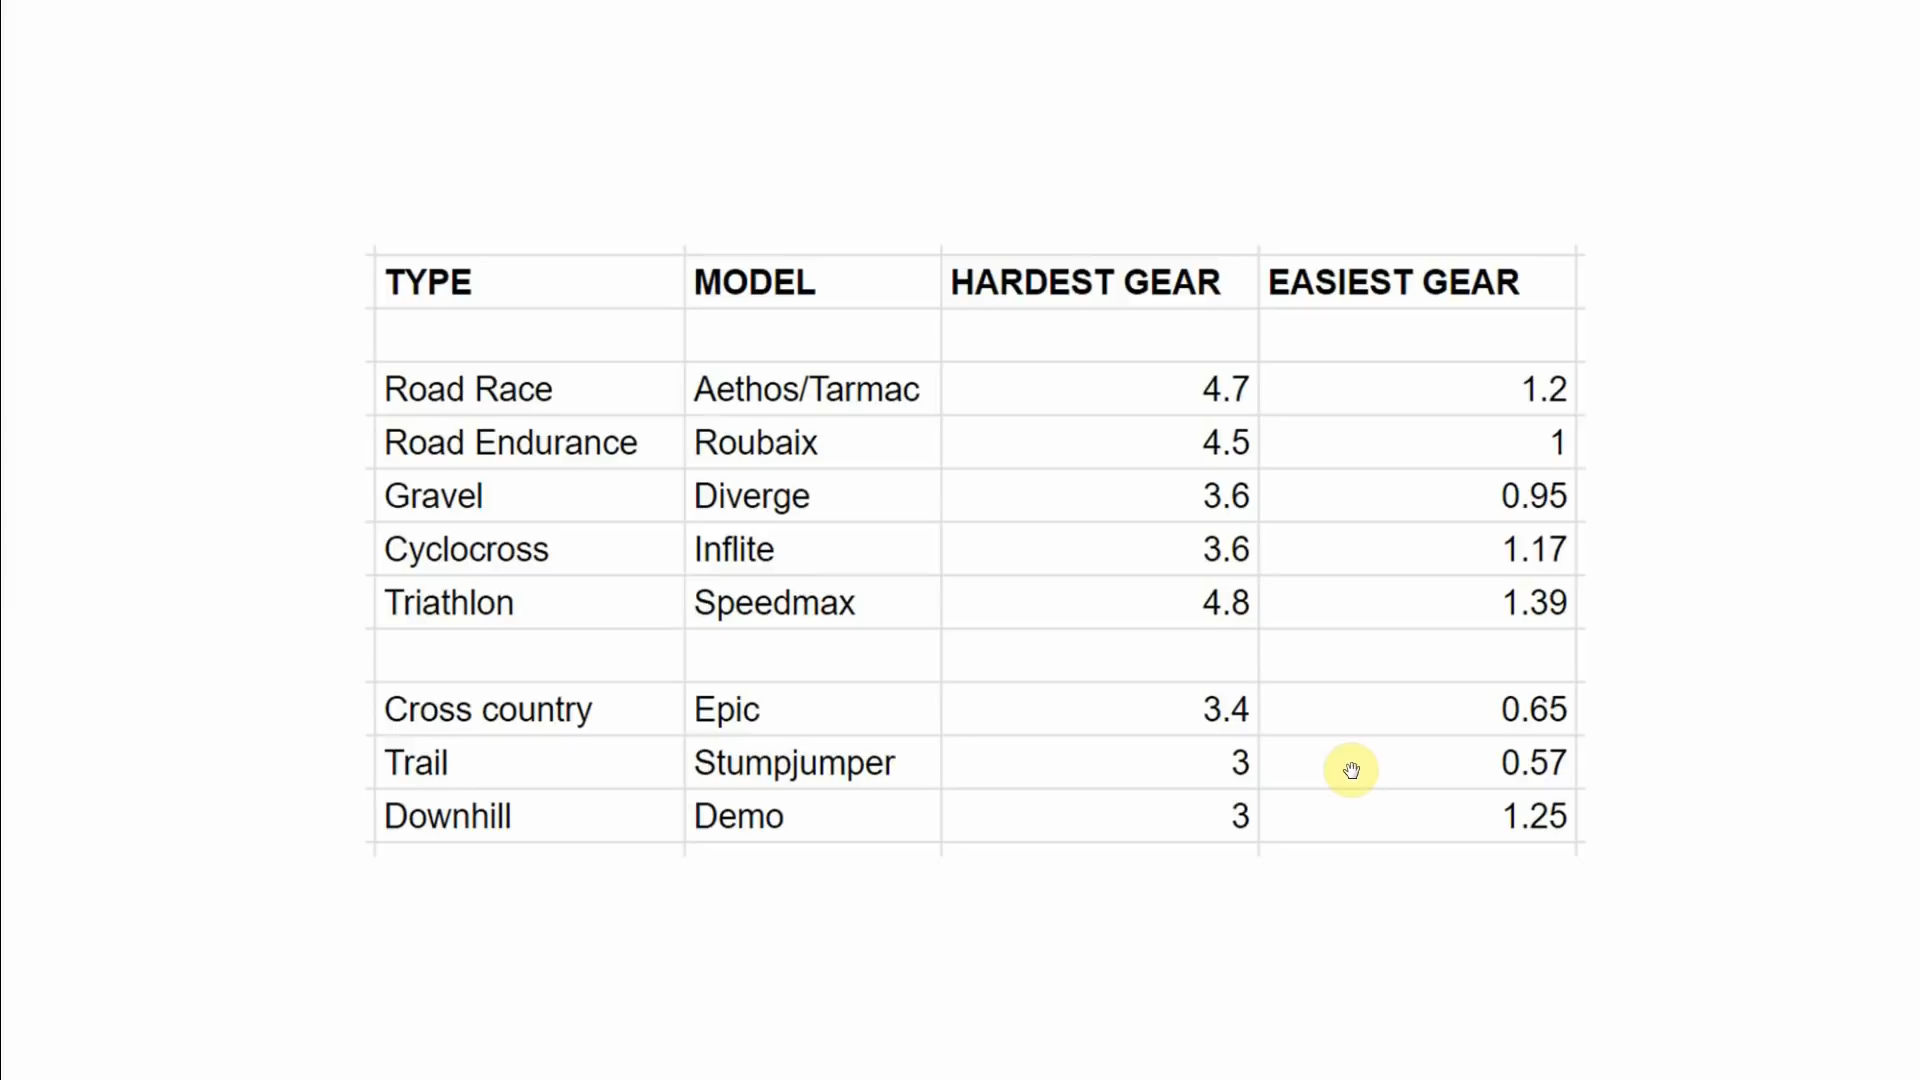 TYPE MODEL HARDEST GEAR EASIEST GEAR
Road Race Aethos/Tarmac 4.7 1.2
Road Endurance Roubaix 4.5 1
Gravel Diverge 3.6 0.95
Cyclocross Inflite 3.6 1.17
Triathlon Speedmax 4.8 1.39
Cross country Epic 3.4 0.65
Trail Stumpjumper 3 0.57
Downhill Demo 3 1.25